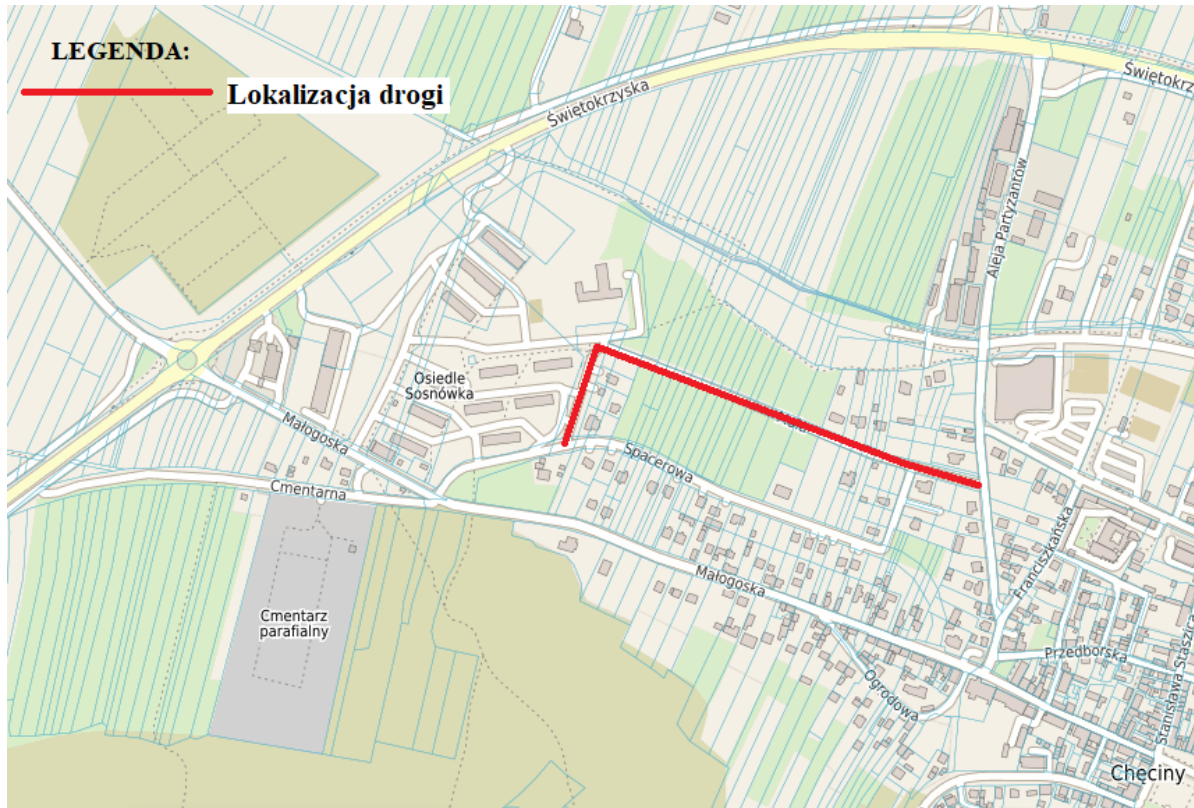 LEGENDA:
Lokalizacja drogi
Świętokrzyska
Świętokrz
Aleja Partyzantów
Osiedle
Sosnówka
Małogoska
Spacerowa
Cmentarna
Franciszkańska
Małogoska
Cmentarz
parafialny
Przedborska
Ogrodowa
Stanisława Staszica
Chęciny